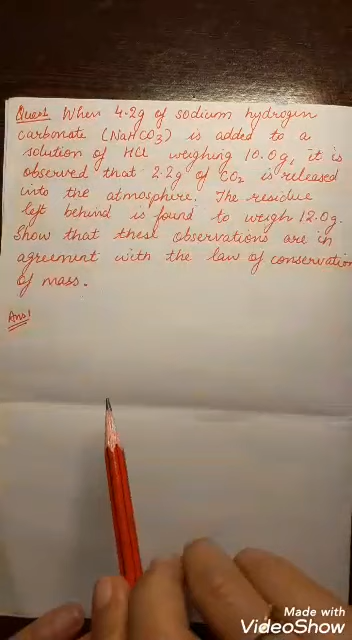 Quest When 4.2g of sodium hydrogen
carbonate (NaHCO3) is added to a
solution of HCl weighing 10.0g, it is
observed that 2.2g of CO2 is released
into the atmosphere. The residue
left behind is found to weigh 12.0g.
Show that these observations are in
agreement with the law of conservation
of mass.
Ans!
Made with
VideoShow